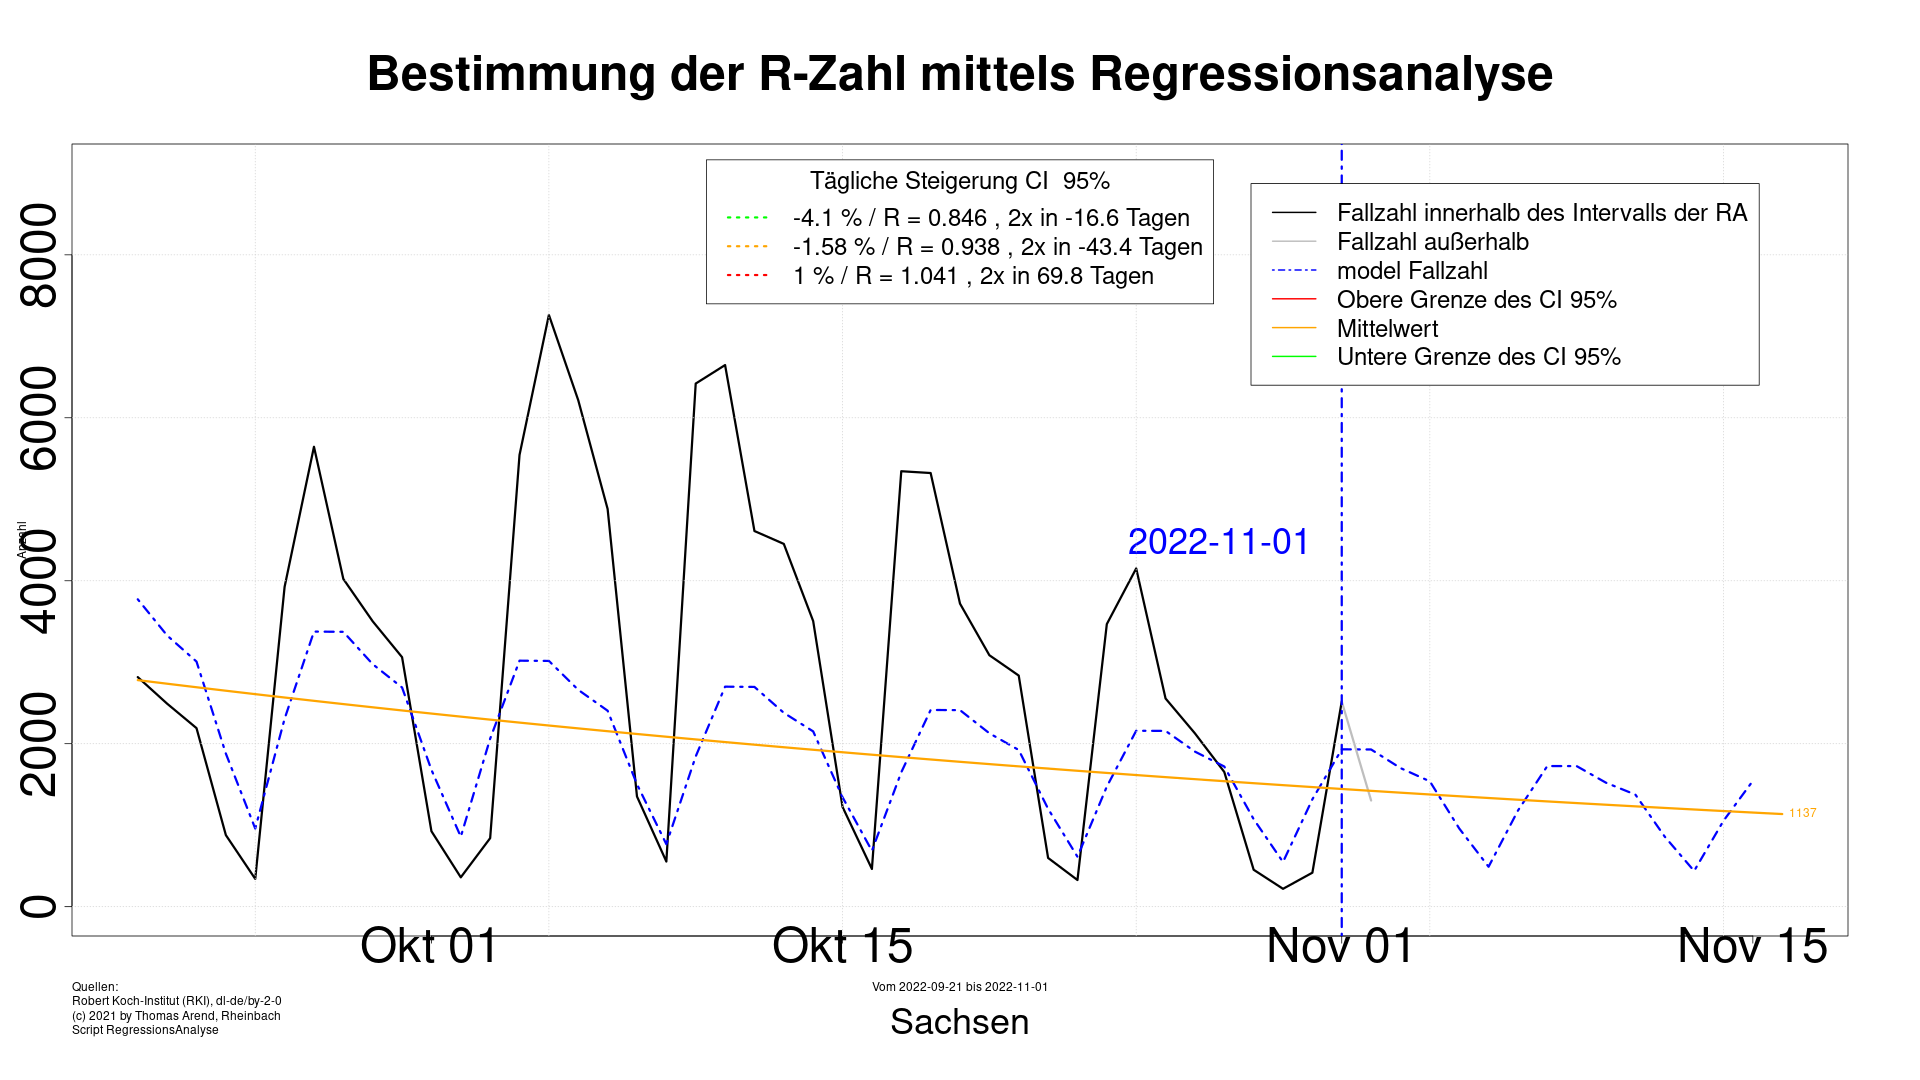 Bestimmung der R-Zahl mittels Regressionsanalyse
Tägliche Steigerung CI  95%
-4.1 % / R = 0.846 , 2x in -16.6 Tagen
-1.58 % / R = 0.938 , 2x in -43.4 Tagen
1 % / R = 1.041 , 2x in 69.8 Tagen
Fallzahl innerhalb des Intervalls der RA
Fallzahl außerhalb
model Fallzahl
Obere Grenze des CI 95%
Mittelwert
Untere Grenze des CI 95%
8000
6000
4000
2000
0
Anzahl
2022-11-01
1137
Okt 01
Okt 15
Nov 01
Nov 15
Quellen:
Robert Koch-Institut (RKI), dl-de/by-2-0
(c) 2021 by Thomas Arend, Rheinbach
Script RegressionsAnalyse
Vom 2022-09-21 bis 2022-11-01
Sachsen